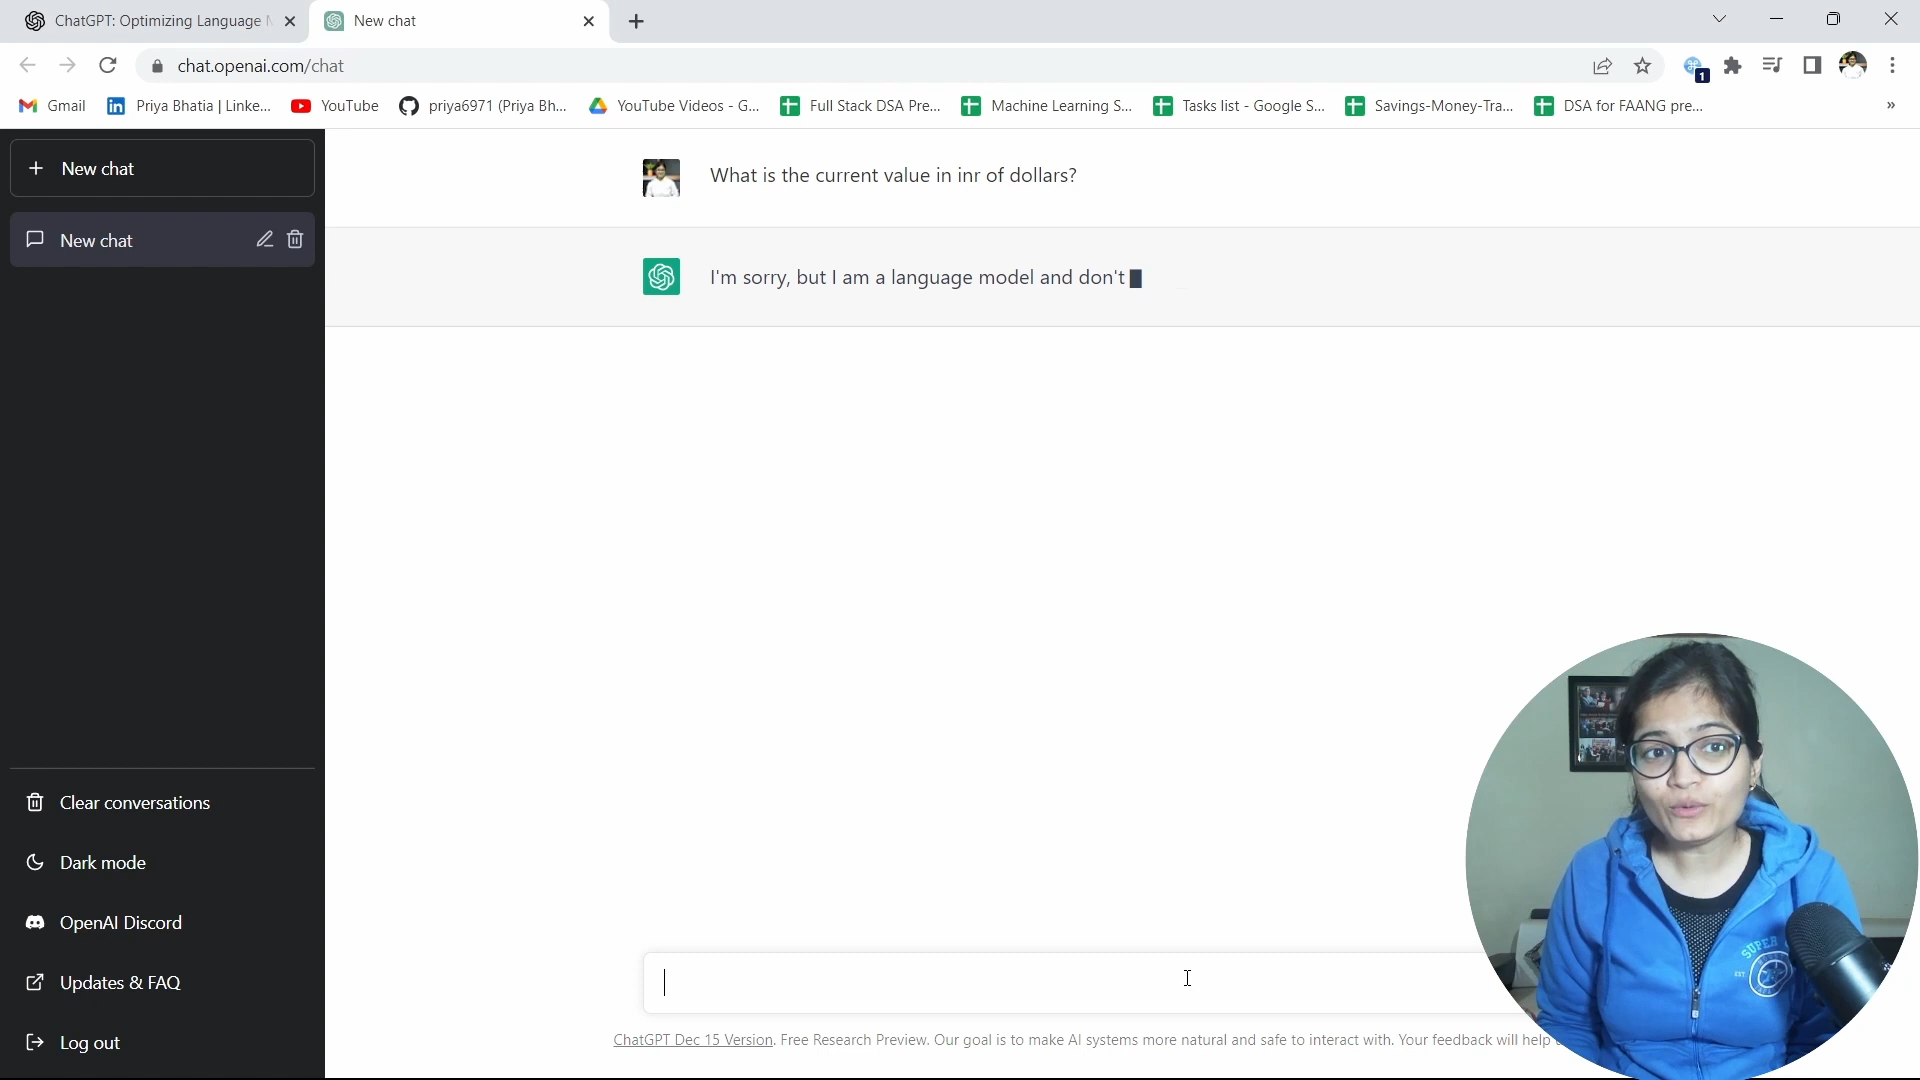 ChatGPT: Optimizing Language
New chat
chat.openai.com/chat
1
Gmail
Priya Bhatia | Linke...
YouTube
priya6971 (Priya Bh...
YouTube Videos - G...
Full Stack DSA Pre...
Machine Learning S...
Tasks list - Google S...
Savings-Money-Tra...
DSA for FAANG pre...
»
New chat
New chat
What is the current value in inr of dollars?
I'm sorry, but I am a language model and don't
Clear conversations
Dark mode
OpenAI Discord
Updates & FAQ
Log out
ChatGPT Dec 15 Version. Free Research Preview. Our goal is to make AI systems more natural and safe to interact with. Your feedback will help
SUPER
EST